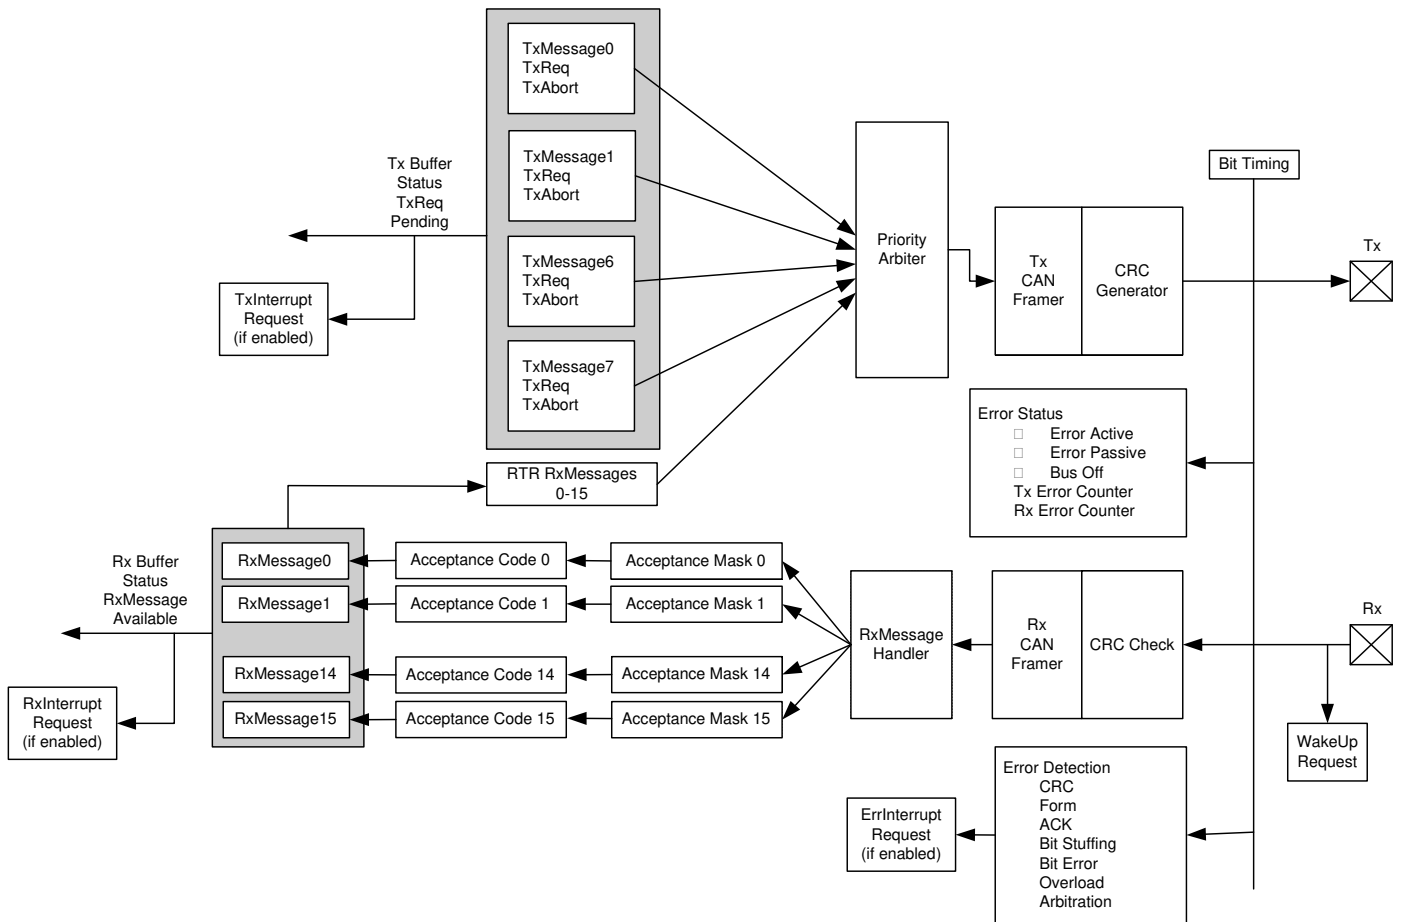 TxMessage0
TxReq
TxAbort
TxMessage1
TxReq
TxAbort
TxMessage6
TxReq
TxAbort
TxMessage7
TxReq
TxAbort
Tx Buffer
Status
TxReq
Pending
TxInterrupt
Request
(if enabled)
Priority
Arbiter
Tx
CAN
Framer
CRC
Generator
Bit Timing
Tx
Error Status
Error Active
Error Passive
Bus Off
Tx Error Counter
Rx Error Counter
RTR RxMessages
0-15
Rx Buffer
Status
RxMessage
Available
RxInterrupt
Request
(if enabled)
RxMessage0
Acceptance Code 0
Acceptance Mask 0
RxMessage1
Acceptance Code 1
Acceptance Mask 1
RxMessage14
Acceptance Code 14
Acceptance Mask 14
RxMessage15
Acceptance Code 15
Acceptance Mask 15
RxMessage
Handler
Rx
CAN
Framer
CRC Check
Rx
WakeUp
Request
ErrInterrupt
Request
(if enabled)
Error Detection
CRC
Form
ACK
Bit Stuffing
Bit Error
Overload
Arbitration